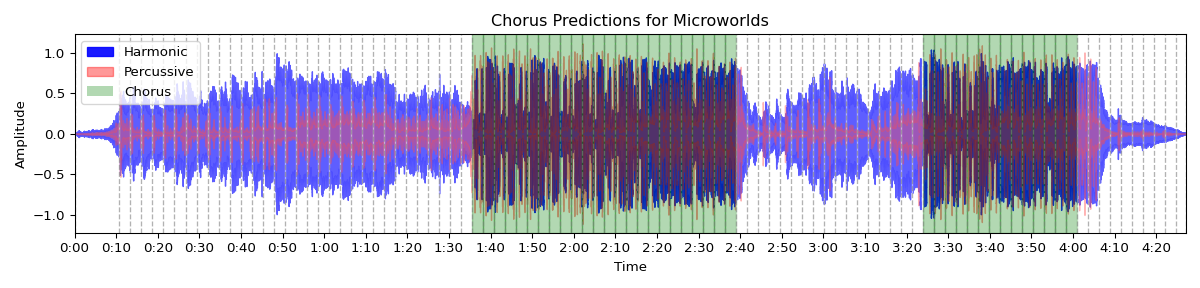 Chorus Predictions for Microworlds
Harmonic
Percussive
Chorus
Amplitude
1.0
0.5
0.0
−0.5
−1.0
0:00 0:10 0:20 0:30 0:40 0:50 1:00 1:10 1:20 1:30 1:40 1:50 2:00 2:10 2:20 2:30 2:40 2:50 3:00 3:10 3:20 3:30 3:40 3:50 4:00 4:10 4:20
Time